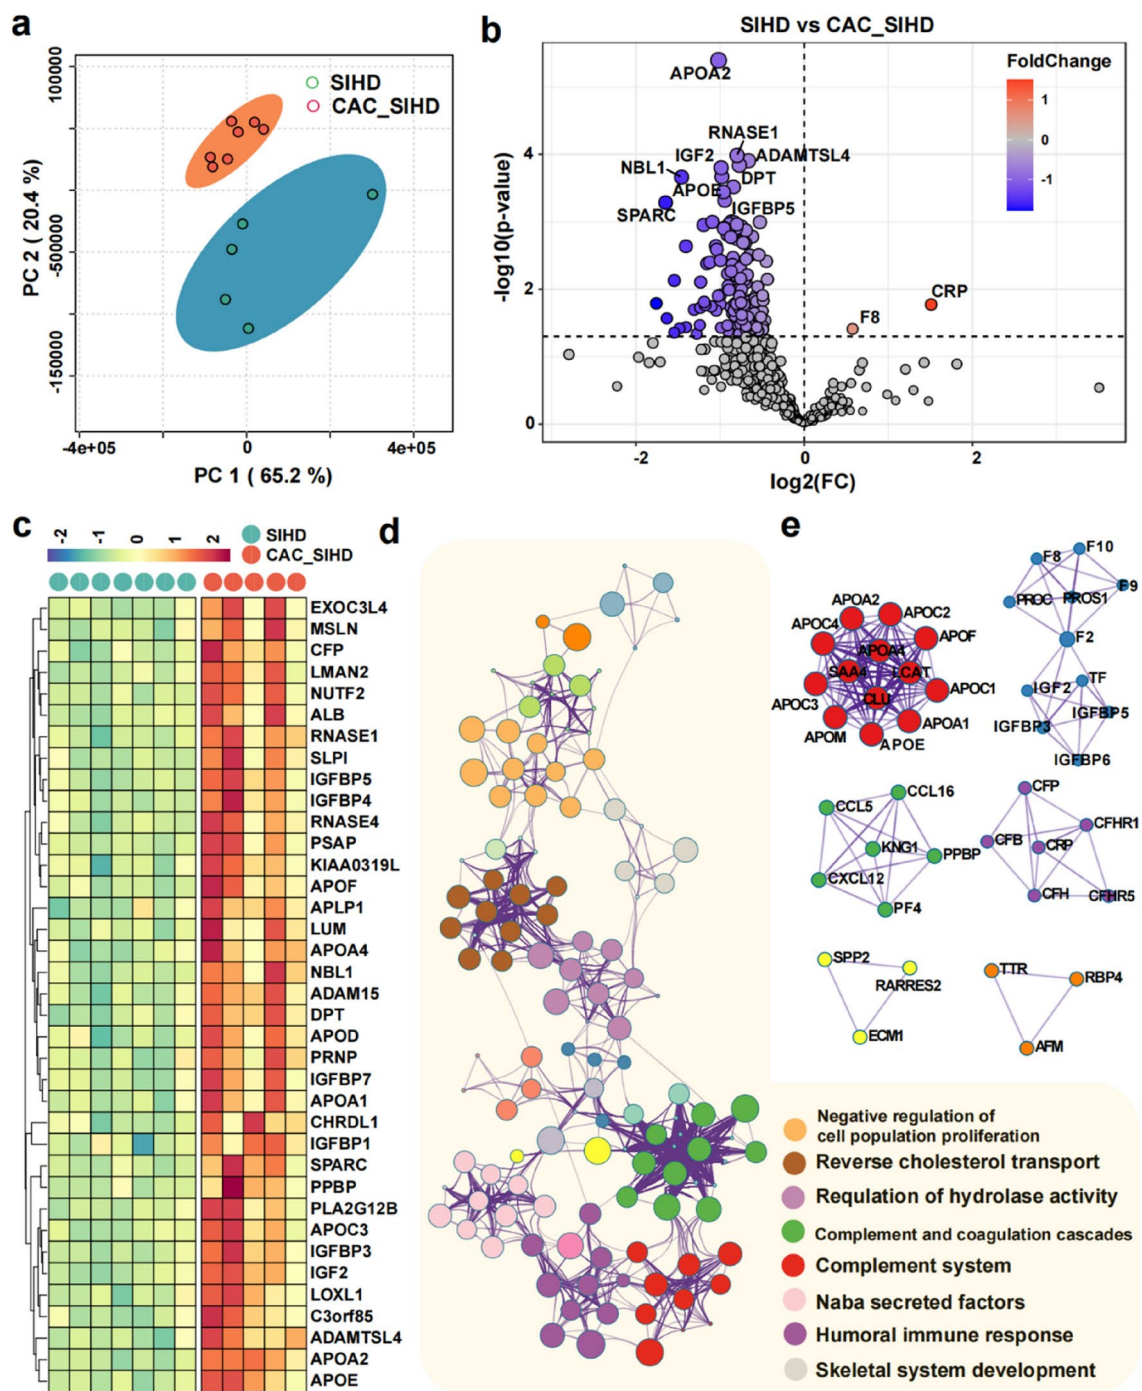 a
SIHD
CAC_SIHD
100000
-50000
-150000
PC 2 ( 20.4 %)
-4e+05
0
4e+05
PC 1 ( 65.2 %)
b
SIHD vs CAC_SIHD
FoldChange
1
0
-1
APOA2
RNASE1
IGF2
ADAMTSL4
NBL1
APOE
DPT
SPARC
IGFBP5
CRP
F8
-log10(p-value)
4
2
0
-2
0
2
log2(FC)
c
-2
-1
0
1
2
SIHD
CAC_SIHD
EXOC3L4
MSLN
CFP
LMAN2
NUTF2
ALB
RNASE1
SLPI
IGFBP5
IGFBP4
RNASE4
PSAP
KIAA0319L
APOF
APLP1
LUM
APOA4
NBL1
ADAM15
DPT
APOD
PRNP
IGFBP7
APOA1
CHRDL1
IGFBP1
SPARC
PPBP
PLA2G12B
APOC3
IGFBP3
IGF2
LOXL1
C3orf85
ADAMTSL4
APOA2
APOE
d
e
APOA2
APOC2
APOC4
APOF
APOA4
SAA4
LCAT
APOC1
CLU
APOC3
APOA1
APOM
APOE
F10
F8
F9
PROC
PROS1
F2
TF
IGF2
IGFBP5
IGFBP3
IGFBP6
CCL16
CCL5
KNG1
PPBP
CXCL12
PF4
CFP
CFHR1
CFB
CRP
CFH
CFHR5
SPP2
RARRES2
ECM1
TTR
RBP4
AFM
Negative regulation of
cell population proliferation
Reverse cholesterol transport
Requlation of hydrolase activity
Complement and coagulation cascades
Complement system
Naba secreted factors
Humoral immune response
Skeletal system development